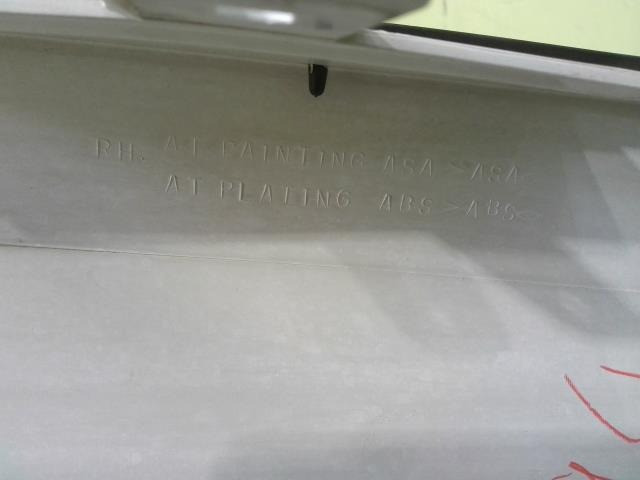 RH. AT PAINTING ASA >ASA<
AT PLATING ABS >ABS<